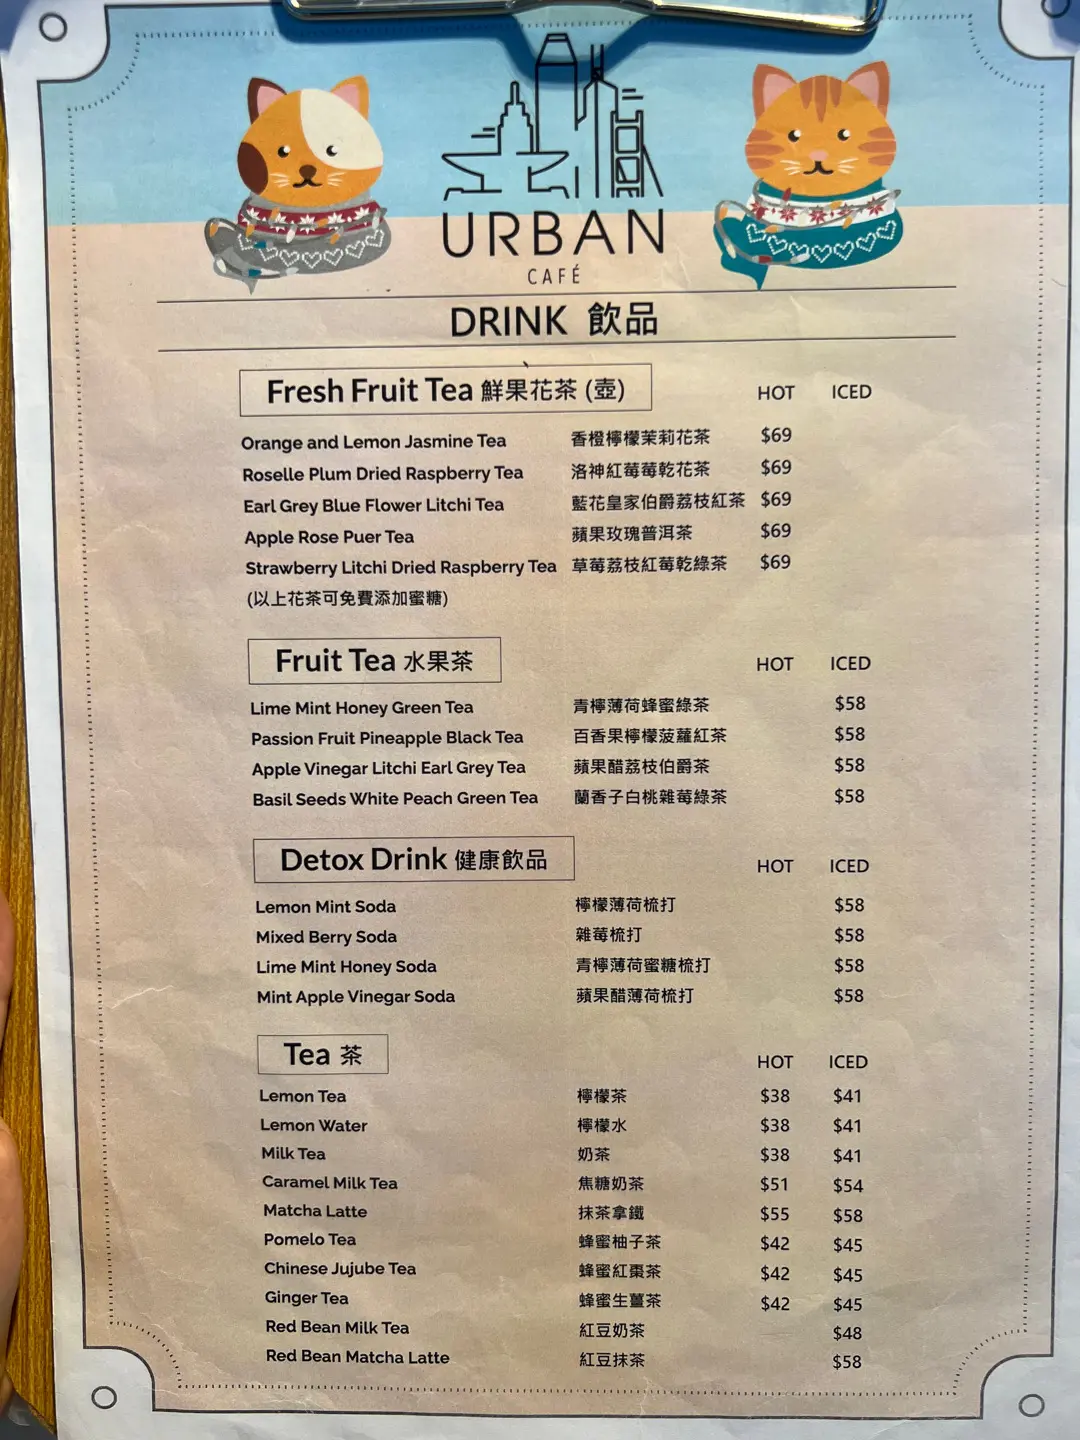 URBAN
CAFÉ
DRINK 飲品
Fresh Fruit Tea 鮮果花茶 (壺) HOT ICED
Orange and Lemon Jasmine Tea 香橙檸檬茉莉花茶 $69
Roselle Plum Dried Raspberry Tea 洛神紅莓莓乾花茶 $69
Earl Grey Blue Flower Litchi Tea 藍花皇家伯爵荔枝紅茶 $69
Apple Rose Puer Tea 蘋果玫瑰普洱茶 $69
Strawberry Litchi Dried Raspberry Tea 草莓荔枝紅莓乾綠茶 $69
(以上花茶可免費添加蜜糖)
Fruit Tea 水果茶 HOT ICED
Lime Mint Honey Green Tea 青檸薄荷蜂蜜綠茶 $58
Passion Fruit Pineapple Black Tea 百香果檸檬菠蘿紅茶 $58
Apple Vinegar Litchi Earl Grey Tea 蘋果醋荔枝伯爵茶 $58
Basil Seeds White Peach Green Tea 蘭香子白桃雜莓綠茶 $58
Detox Drink 健康飲品 HOT ICED
Lemon Mint Soda 檸檬薄荷梳打 $58
Mixed Berry Soda 雜莓梳打 $58
Lime Mint Honey Soda 青檸薄荷蜜糖梳打 $58
Mint Apple Vinegar Soda 蘋果醋薄荷梳打 $58
Tea 茶 HOT ICED
Lemon Tea 檸檬茶 $38 $41
Lemon Water 檸檬水 $38 $41
Milk Tea 奶茶 $38 $41
Caramel Milk Tea 焦糖奶茶 $51 $54
Matcha Latte 抹茶拿鐵 $55 $58
Pomelo Tea 蜂蜜柚子茶 $42 $45
Chinese Jujube Tea 蜂蜜紅棗茶 $42 $45
Ginger Tea 蜂蜜生薑茶 $42 $45
Red Bean Milk Tea 紅豆奶茶 $48
Red Bean Matcha Latte 紅豆抹茶 $58